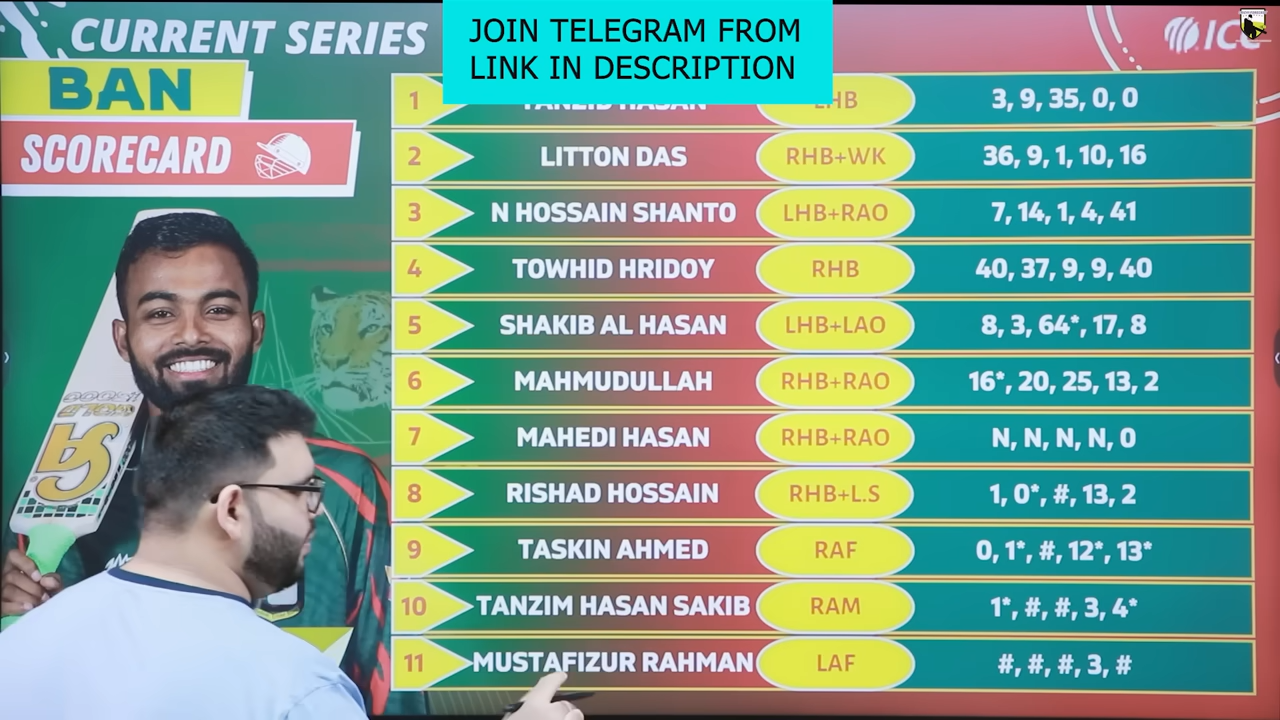 CURRENT SERIES
JOIN TELEGRAM FROM
LINK IN DESCRIPTION
ICC
BAN
SCORECARD
1 TANZID HASAN LHB 3, 9, 35, 0, 0
2 LITTON DAS RHB+WK 36, 9, 1, 10, 16
3 N HOSSAIN SHANTO LHB+RAO 7, 14, 1, 4, 41
4 TOWHID HRIDOY RHB 40, 37, 9, 9, 40
5 SHAKIB AL HASAN LHB+LAO 8, 3, 64*, 17, 8
6 MAHMUDULLAH RHB+RAO 16*, 20, 25, 13, 2
7 MAHEDI HASAN RHB+RAO N, N, N, N, 0
8 RISHAD HOSSAIN RHB+L.S 1, 0*, #, 13, 2
9 TASKIN AHMED RAF 0, 1*, #, 12*, 13*
10 TANZIM HASAN SAKIB RAM 1*, #, #, 3, 4*
11 MUSTAFIZUR RAHMAN LAF #, #, #, 3, #